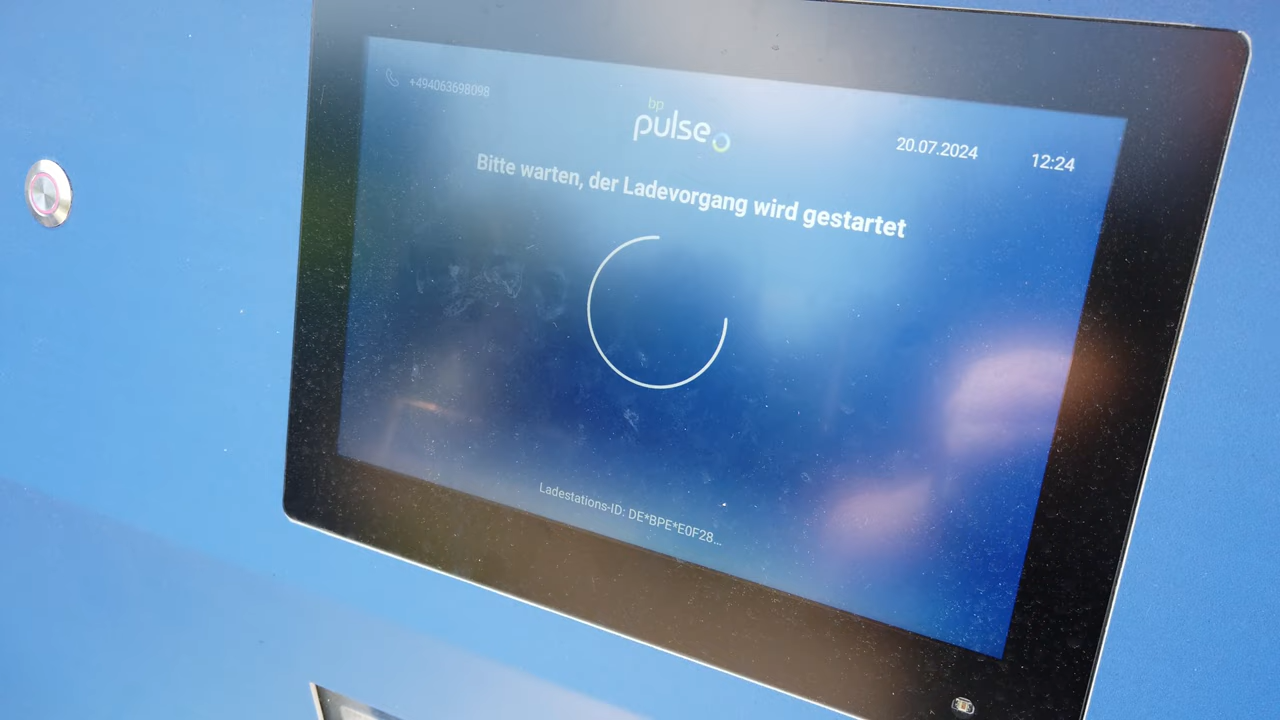 +494063698098
bp
pulse
20.07.2024 12:24
Bitte warten, der Ladevorgang wird gestartet
Ladestations-ID: DE*BPE*E0F28...